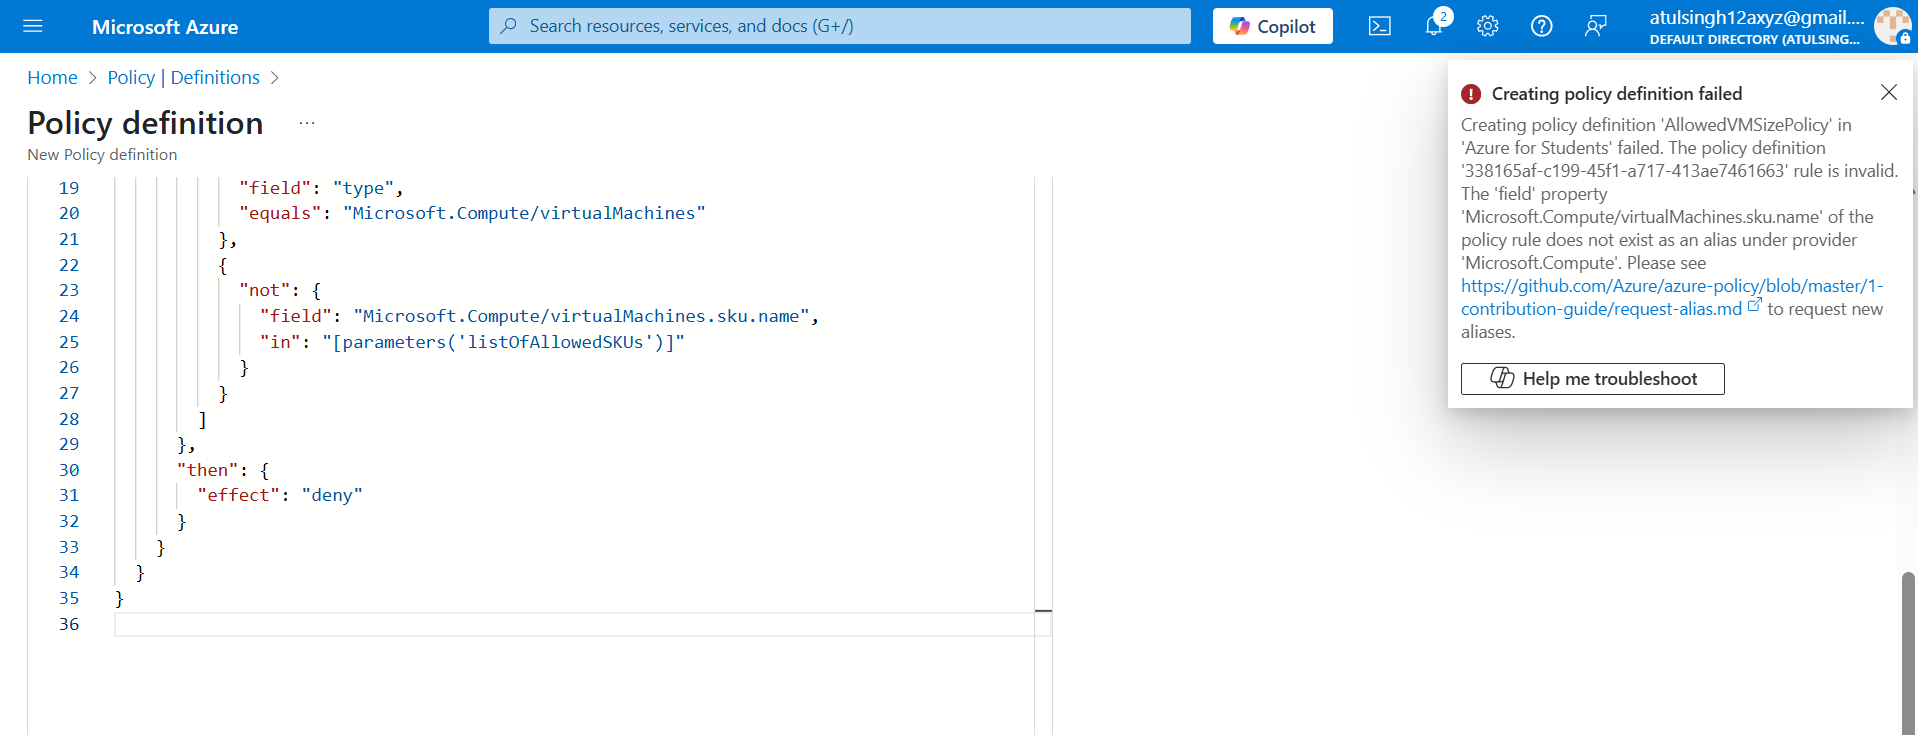 Microsoft Azure
Search resources, services, and docs (G+/)
Copilot
2
atulsingh12axyz@gmail....
DEFAULT DIRECTORY (ATULSING...
Home > Policy | Definitions >
Policy definition ...
New Policy definition
19 "field": "type",
20 "equals": "Microsoft.Compute/virtualMachines"
21 },
22 {
23 "not": {
24 "field": "Microsoft.Compute/virtualMachines.sku.name",
25 "in": "[parameters('listOfAllowedSKUs')]"
26 }
27 }
28 ]
29 },
30 "then": {
31 "effect": "deny"
32 }
33 }
34 }
35 }
36
Creating policy definition failed
Creating policy definition 'AllowedVMSizePolicy' in
'Azure for Students' failed. The policy definition
'338165af-c199-45f1-a717-413ae7461663' rule is invalid.
The 'field' property
'Microsoft.Compute/virtualMachines.sku.name' of the
policy rule does not exist as an alias under provider
'Microsoft.Compute'. Please see
https://github.com/Azure/azure-policy/blob/master/1-
contribution-guide/request-alias.md to request new
aliases.
Help me troubleshoot